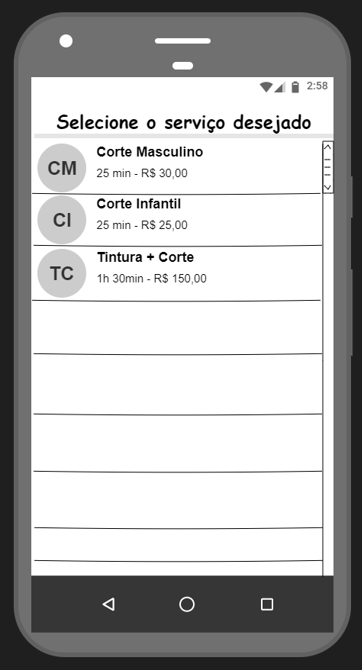 2:58
Selecione o serviço desejado
CM
Corte Masculino
25 min - R$ 30,00
CI
Corte Infantil
25 min - R$ 25,00
TC
Tintura + Corte
1h 30min - R$ 150,00